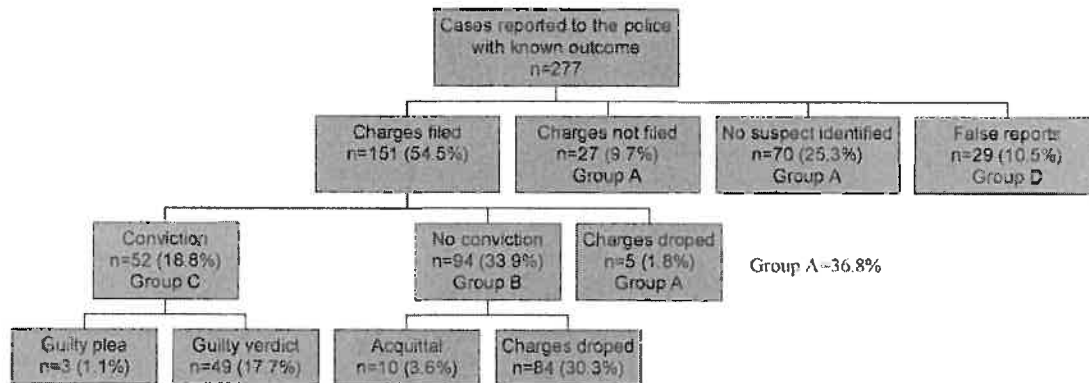 Cases reported to the police
with known outcome
n=277
Charges filed
n=151 (54.5%)
Charges not filed
n=27 (9.7%)
Group A
No suspect identified
n=70 (25.3%)
Group A
False reports
n=29 (10.5%)
Group D
Conviction
n=52 (18.8%)
Group C
No conviction
n=94 (33.9%)
Group B
Charges droped
n=5 (1.8%)
Group A
Group A=36.8%
Guilty plea
n=3 (1.1%)
Guilty verdict
n=49 (17.7%)
Acquittal
n=10 (3.6%)
Charges droped
n=84 (30.3%)